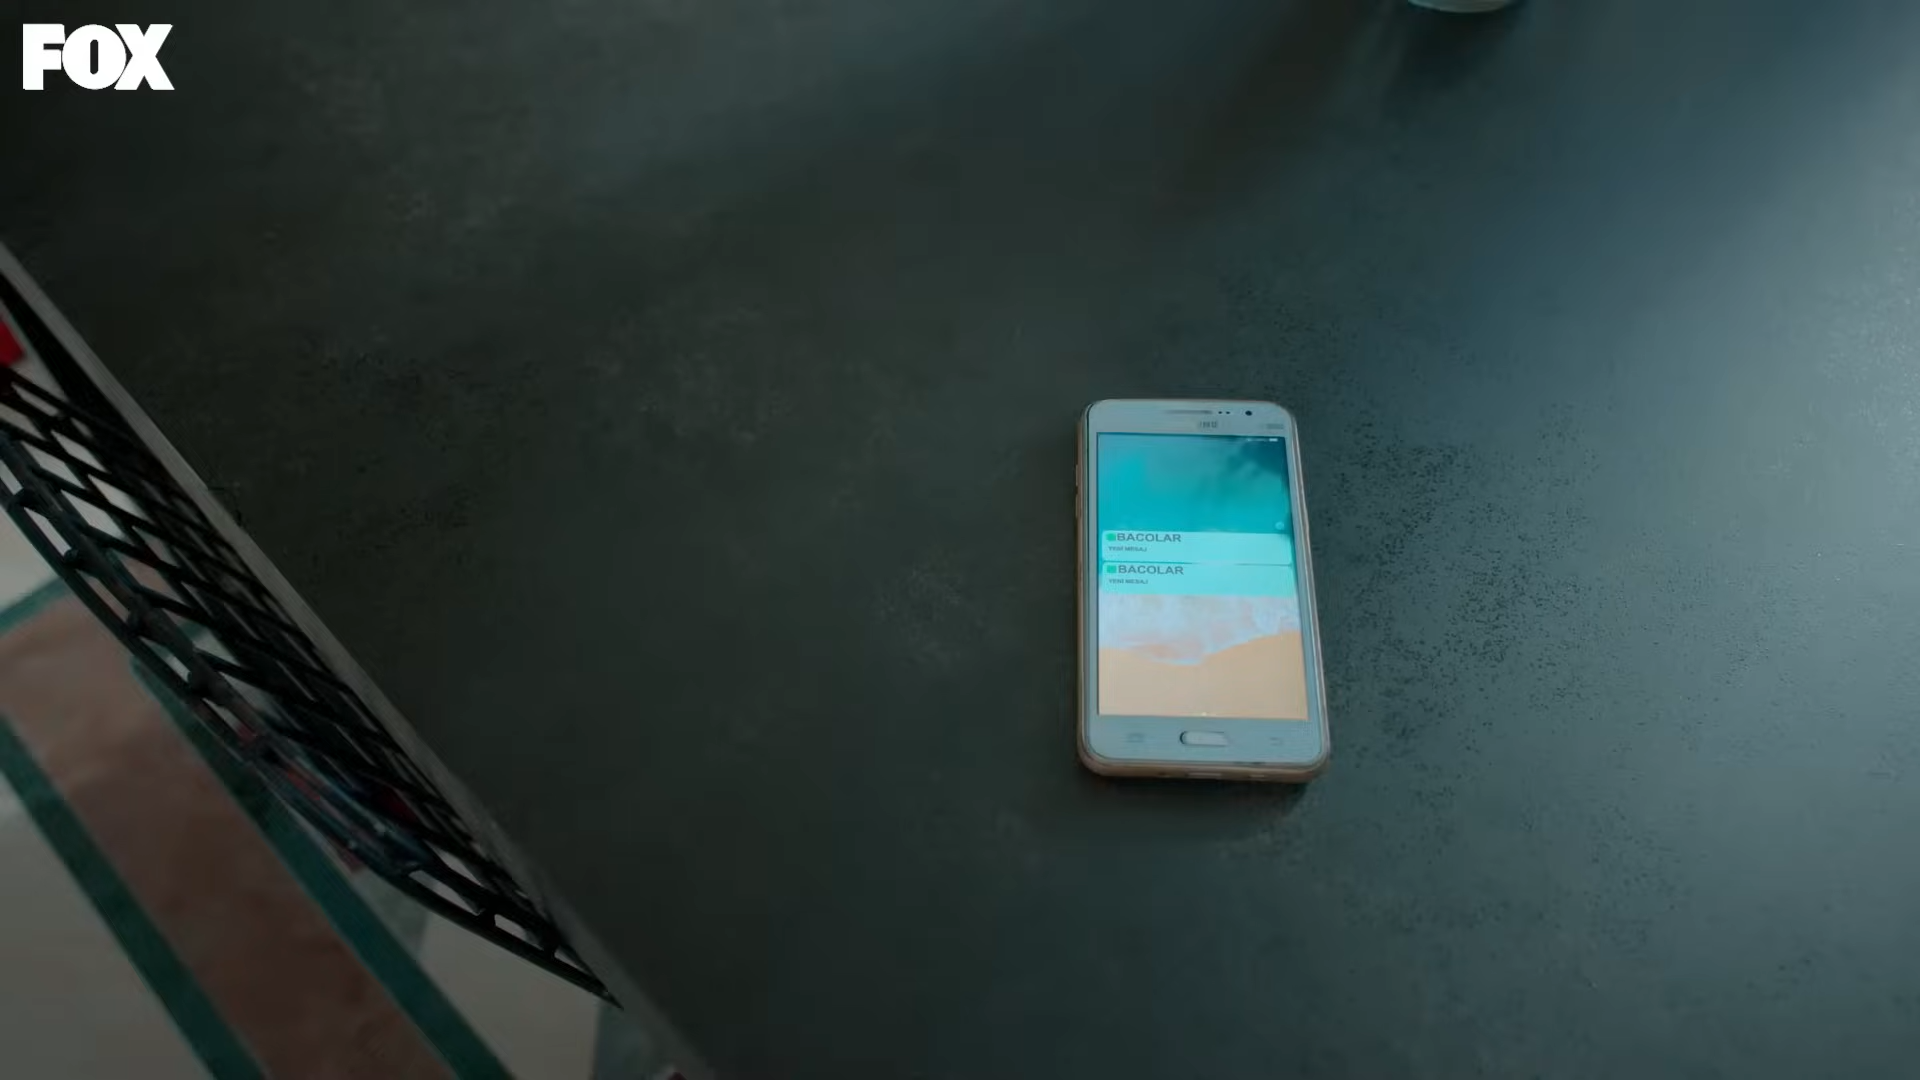 FOX
BACOLAR
YENİ MESAJ
BACOLAR
YENİ MESAJ